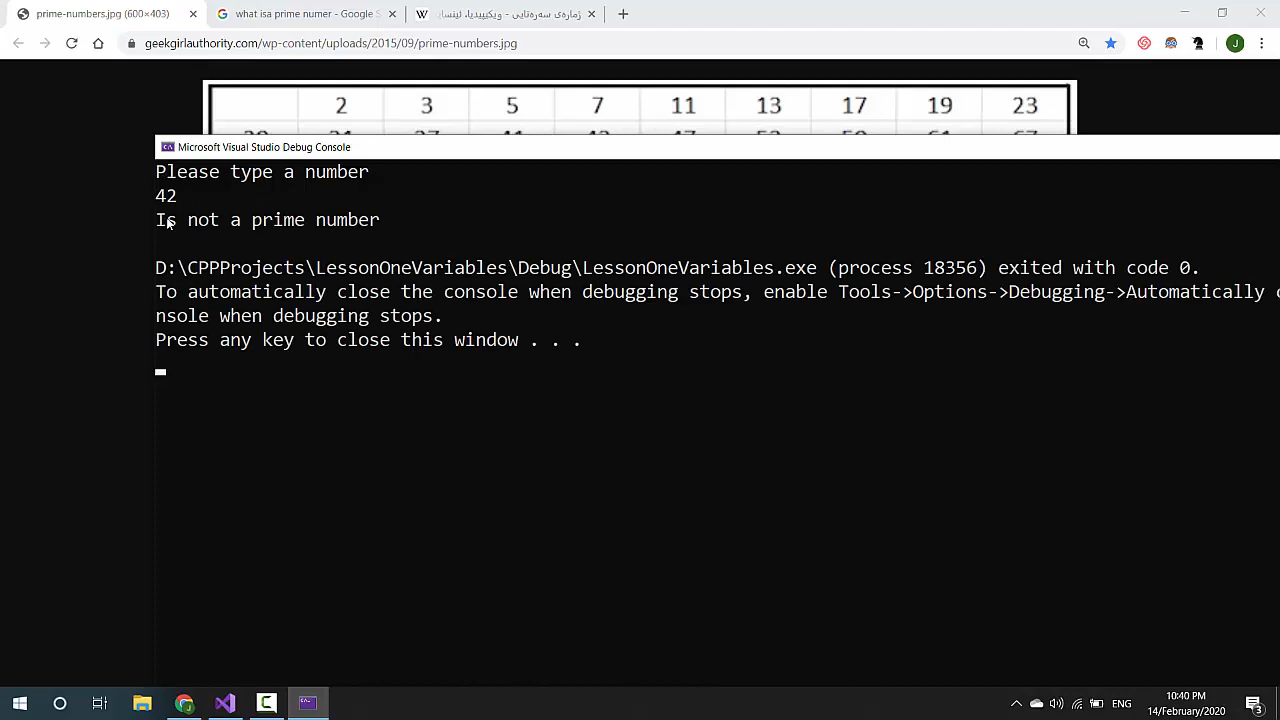 prime-numbers.jpg (600×403)
what isa prime numer - Google S
ژمارەی سەرەتایی - ویکیپیدیا، ئینسای
geekgirlauthority.com/wp-content/uploads/2015/09/prime-numbers.jpg
J
2 3 5 7 11 13 17 19 23
Microsoft Visual Studio Debug Console
Please type a number
42
Is not a prime number
D:\CPPProjects\LessonOneVariables\Debug\LessonOneVariables.exe (process 18356) exited with code 0.
To automatically close the console when debugging stops, enable Tools->Options->Debugging->Automatically c
nsole when debugging stops.
Press any key to close this window . . .
ENG
10:40 PM
14/February/2020
3